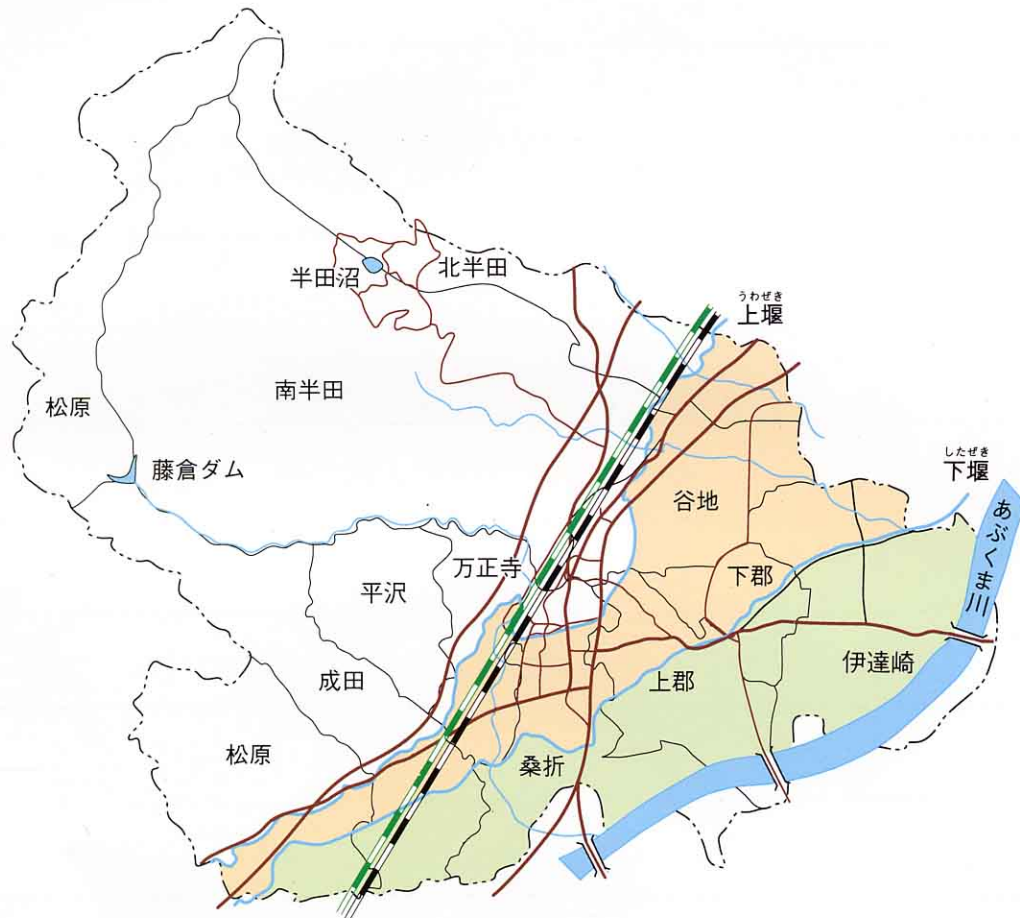 うわぜき
上堰
北半田
半田沼
南半田
松原
藤倉ダム
したぜき
下堰
あぶくま川
谷地
万正寺
下郡
平沢
伊達崎
成田
上郡
松原
桑折